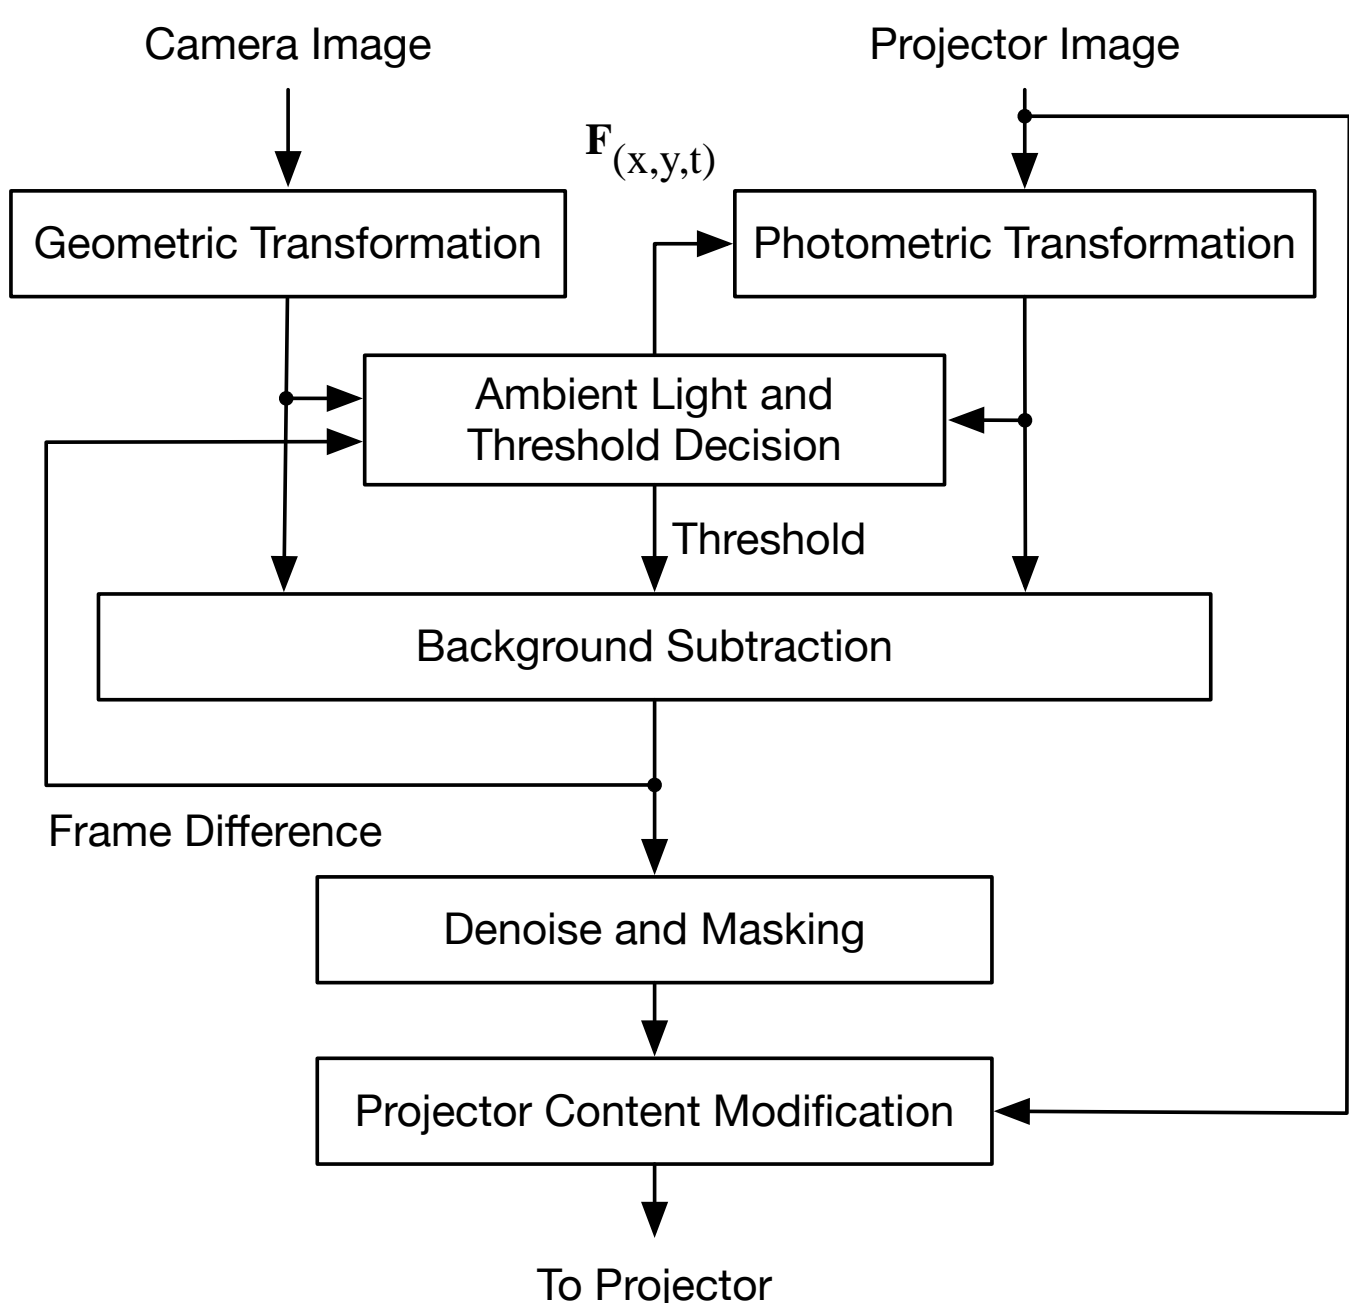 Camera Image
Projector Image
F(x,y,t)
Geometric Transformation
Photometric Transformation
Ambient Light and
Threshold Decision
Threshold
Background Subtraction
Frame Difference
Denoise and Masking
Projector Content Modification
To Projector